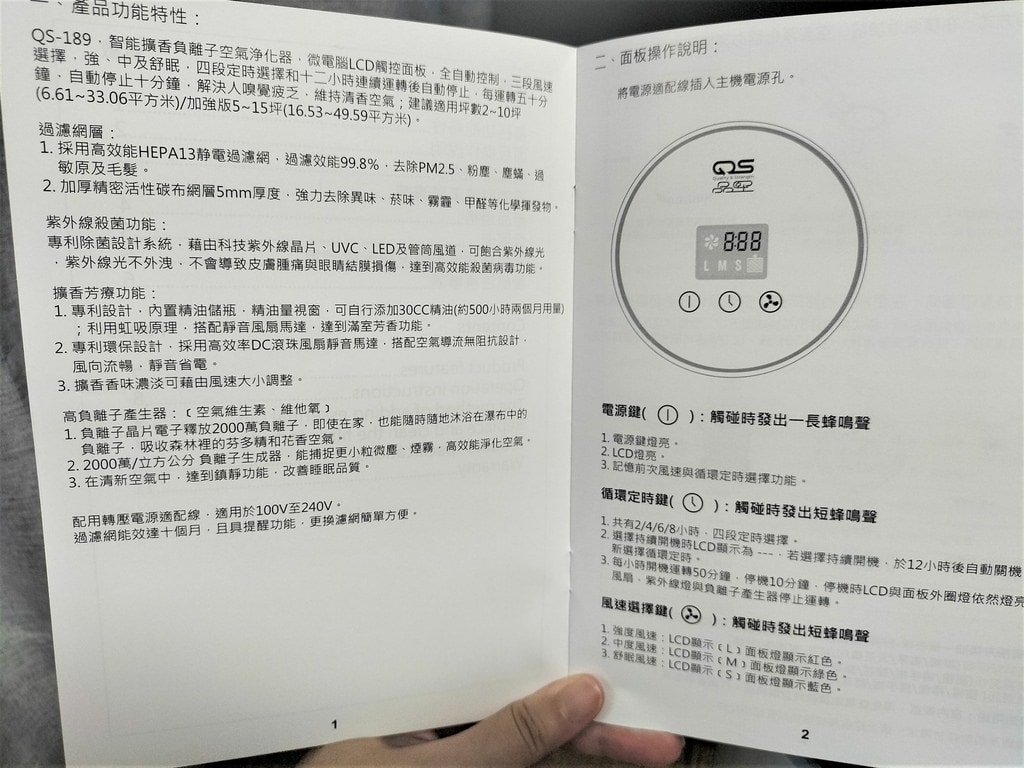 一、產品功能特性：
QS-189，智能擴香負離子空氣淨化器，微電腦LCD觸控面板，全自動控制，三段風速
選擇，強、中及舒眠，四段定時選擇和十二小時連續運轉後自動停止，每運轉五十分
鐘，自動停止十分鐘，解決人嗅覺疲乏，維持清香空氣；建議適用坪數2~10坪
(6.61~33.06平方米)/加強版5~15坪(16.53~49.59平方米)。
過濾網層：
1. 採用高效能HEPA13靜電過濾網，過濾效能99.8%，去除PM2.5、粉塵、塵蟎、過
敏原及毛髮。
2. 加厚精密活性碳布網層5mm厚度，強力去除異味、菸味、霧霾、甲醛等化學揮發物。
紫外線殺菌功能：
專利除菌設計系統，藉由科技紫外線晶片、UVC、LED及管筒風道，可飽合紫外線光
，紫外線光不外洩，不會導致皮膚腫痛與眼睛結膜損傷，達到高效能殺菌病毒功能。
擴香芳療功能：
1. 專利設計，內置精油儲瓶，精油量視窗，可自行添加30CC精油(約500小時兩個月用量)
；利用虹吸原理，搭配靜音風扇馬達，達到滿室芳香功能。
2. 專利環保設計，採用高效率DC滾珠風扇靜音馬達，搭配空氣導流無阻抗設計，
風向流暢，靜音省電。
3. 擴香香味濃淡可藉由風速大小調整。
高負離子產生器：﹝空氣維生素、維他氧﹞
1. 負離子晶片電子釋放2000萬負離子，即使在家，也能隨時隨地沐浴在瀑布中的
負離子，吸收森林裡的芬多精和花香空氣。
2. 2000萬/立方公分 負離子生成器，能捕捉更小粒微塵、煙霧，高效能淨化空氣。
3. 在清新空氣中，達到鎮靜功能，改善睡眠品質。
配用轉壓電源適配線，適用於100V至240V。
過濾網能效達十個月，且具提醒功能，更換濾網簡單方便。
1
二、面板操作說明：
將電源適配線插入主機電源孔。
QS
Quality & Strength
8:88
L M S
電源鍵( )：觸碰時發出一長蜂鳴聲
1. 電源鍵燈亮。
2. LCD燈亮。
3. 記憶前次風速與循環定時選擇功能。
循環定時鍵( )：觸碰時發出短蜂鳴聲
1. 共有2/4/6/8小時，四段定時選擇。
2. 選擇持續開機時LCD顯示為 ---，若選擇持續開機，於12小時後自動關機
新選擇循環定時。
3. 每小時開機運轉50分鐘，停機10分鐘，停機時LCD與面板外圈燈依然燈亮
風扇，紫外線燈與負離子產生器停止運轉。
風速選擇鍵( )：觸碰時發出短蜂鳴聲
1. 強度風速：LCD顯示﹝L﹞面板燈顯示紅色。
2. 中度風速：LCD顯示﹝M﹞面板燈顯示綠色。
3. 舒眠風速：LCD顯示﹝S﹞面板燈顯示藍色。
2